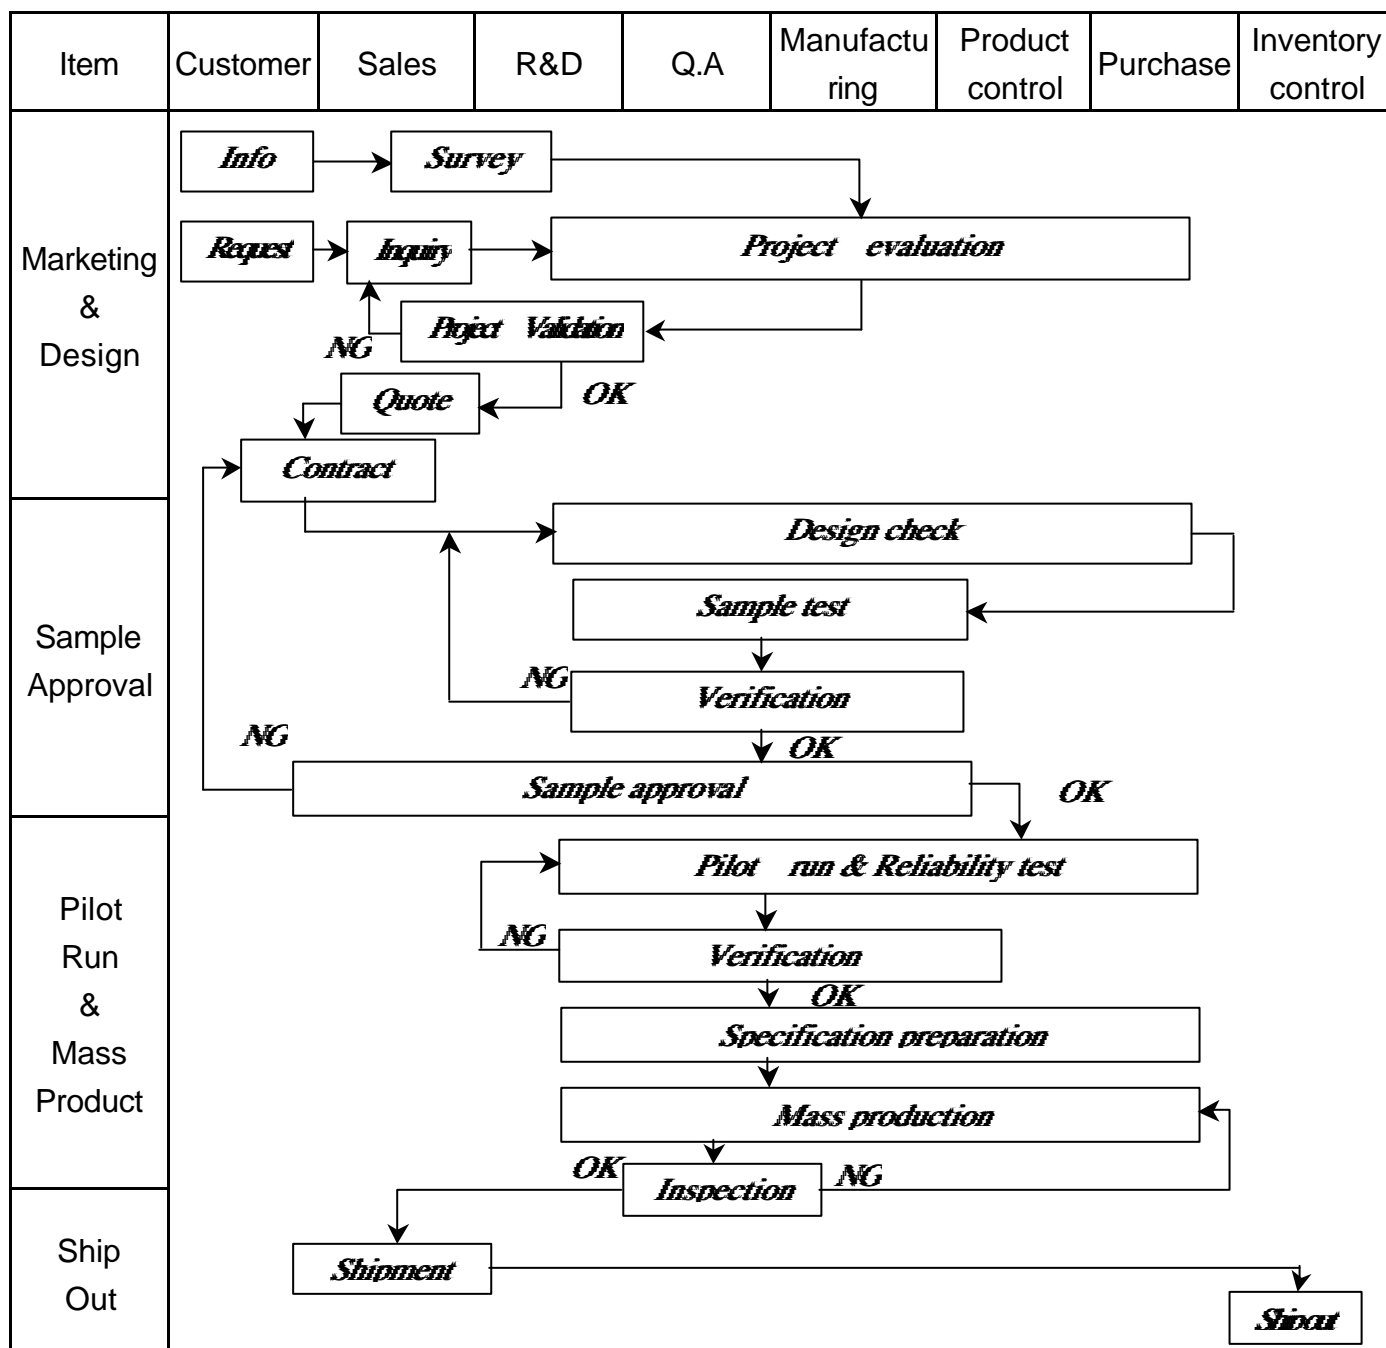 Item Customer Sales R&D Q.A Manufactu Product Purchase Inventory
ring control control
Info Survey
Marketing
&
Design
Request Inquiry Project evaluation
Project Validation
NG
OK
Quote
Contract
Sample
Approval
Design check
Sample test
NG
Verification
NG
OK
Sample approval
OK
Pilot
Run
&
Mass
Product
Pilot run & Reliability test
NG
Verification
OK
Specification preparation
Mass production
OK
Inspection
NG
Ship
Out
Shipment
Shipout